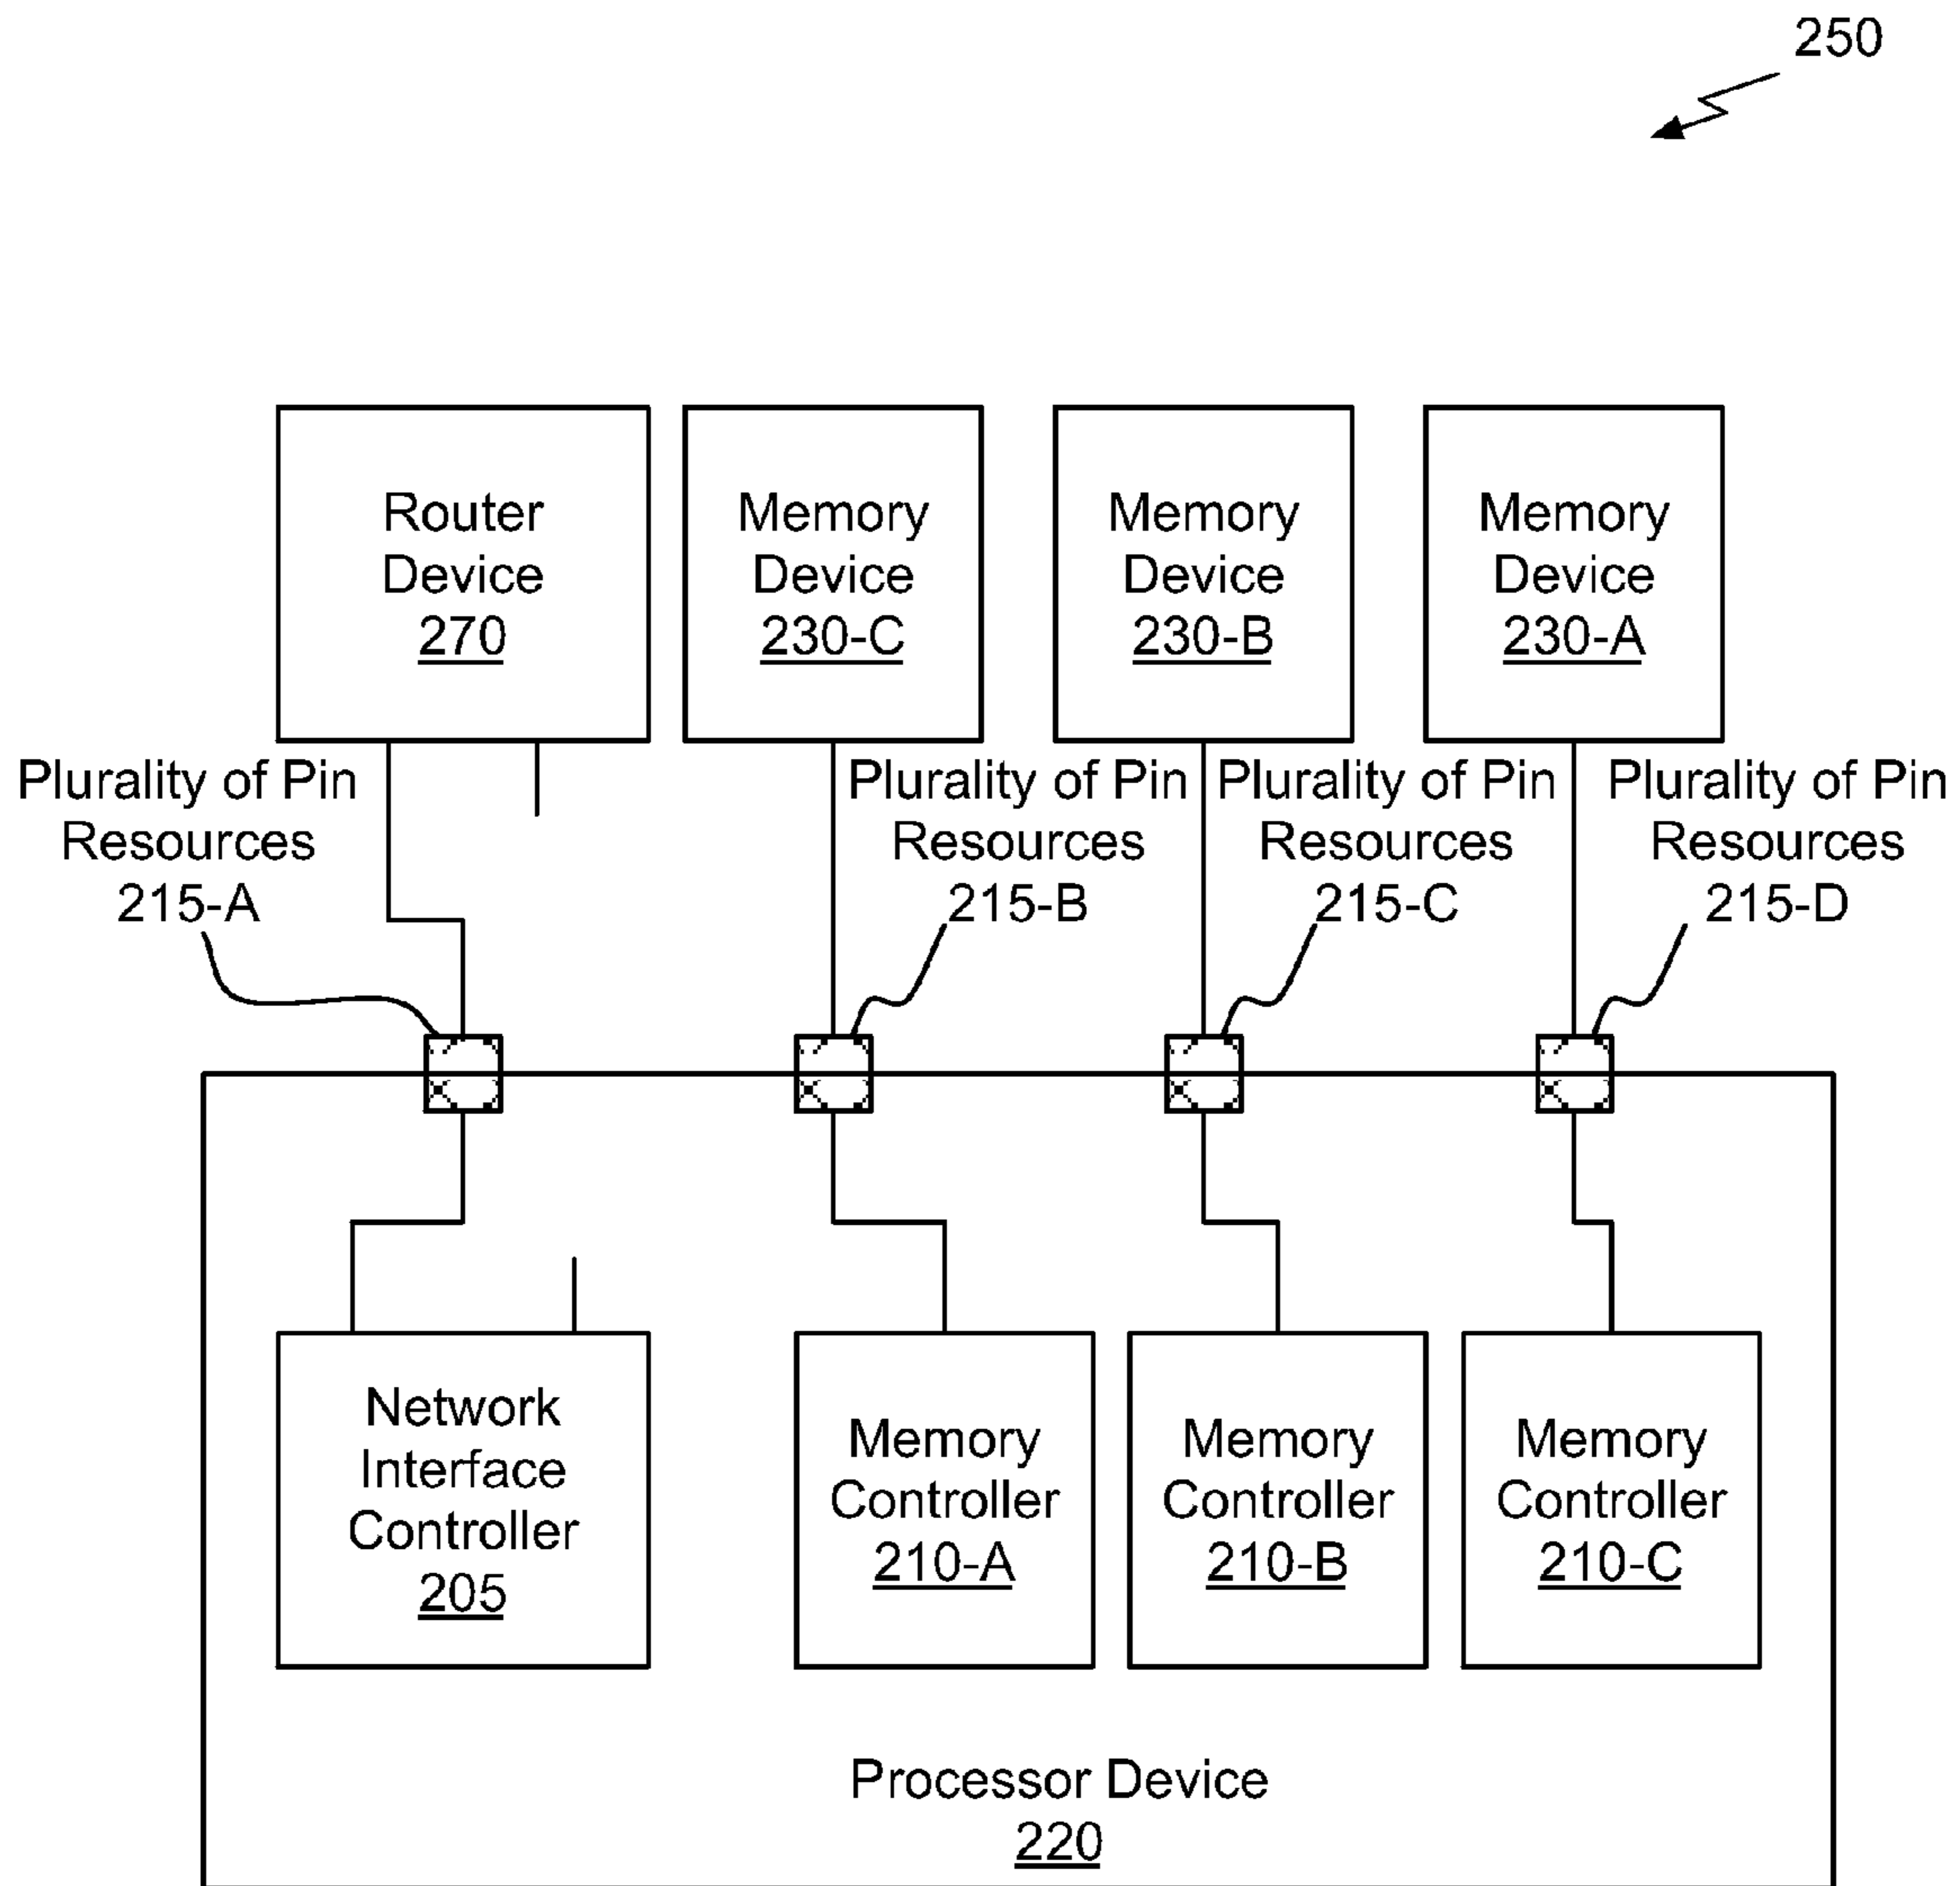 250
Router
Device
270
Memory
Device
230-C
Memory
Device
230-B
Memory
Device
230-A
Plurality of Pin
Resources
215-A
Plurality of Pin
Resources
215-B
Plurality of Pin
Resources
215-C
Plurality of Pin
Resources
215-D
Network
Interface
Controller
205
Memory
Controller
210-A
Memory
Controller
210-B
Memory
Controller
210-C
Processor Device
220